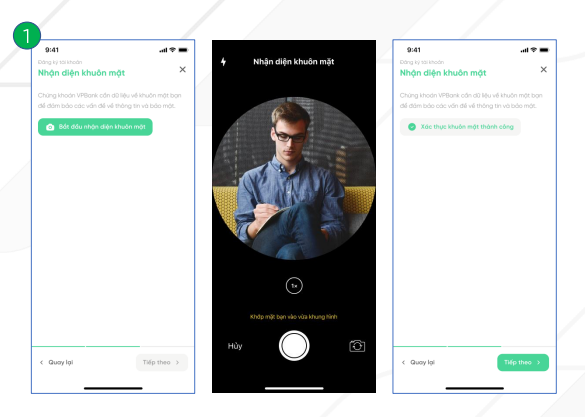 1
9:41
Đăng ký tài khoản
Nhận diện khuôn mặt
Chứng khoán VPBank cần dữ liệu về khuôn mặt bạn
để đảm bảo các vấn đề về thông tin và bảo mật.
Bắt đầu nhận diện khuôn mặt
Quay lại
Tiếp theo
Nhận diện khuôn mặt
1x
Khớp mặt bạn vào vừa khung hình
Hủy
9:41
Đăng ký tài khoản
Nhận diện khuôn mặt
Chứng khoán VPBank cần dữ liệu về khuôn mặt bạn
để đảm bảo các vấn đề về thông tin và bảo mật.
Xác thực khuôn mặt thành công
Quay lại
Tiếp theo